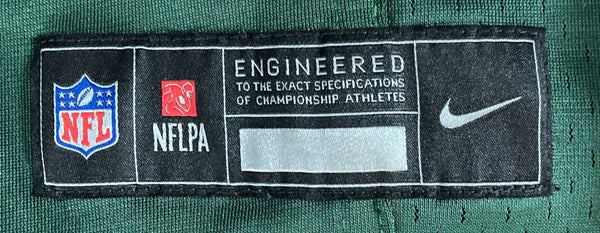 NFL
NFLPA
ENGINEERED
TO THE EXACT SPECIFICATIONS
OF CHAMPIONSHIP ATHLETES